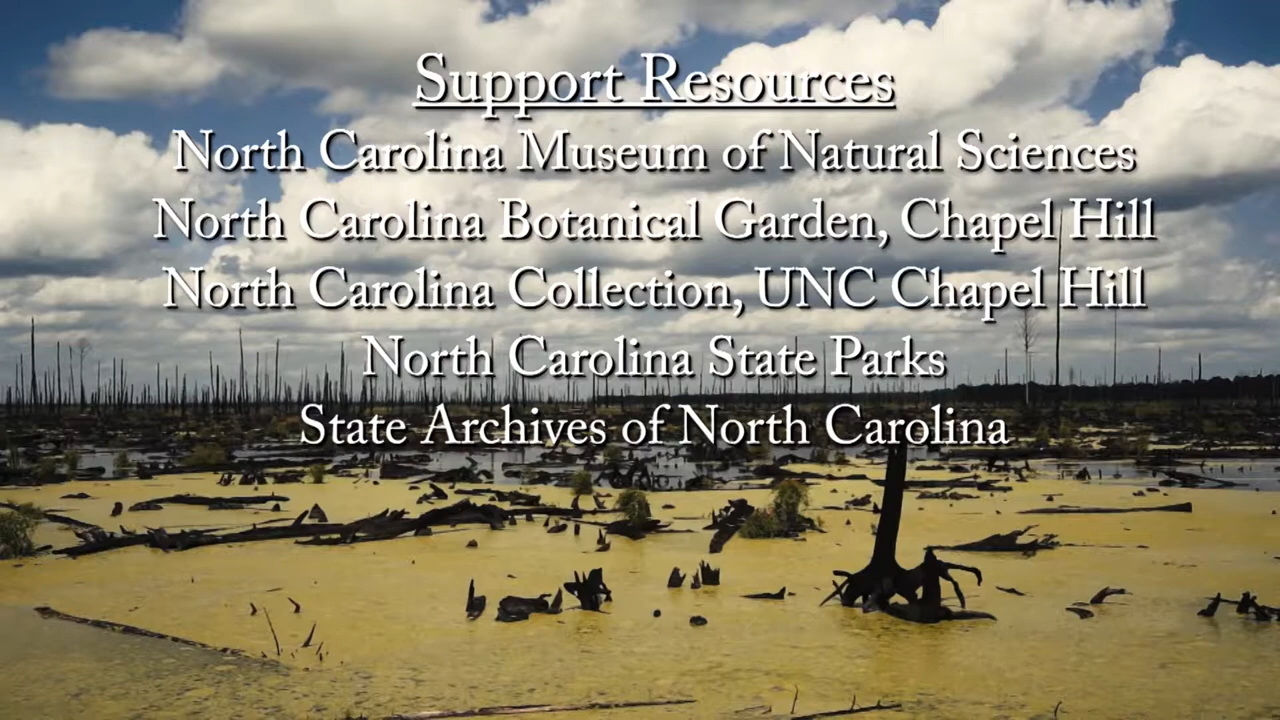 Support Resources
North Carolina Museum of Natural Sciences
North Carolina Botanical Garden, Chapel Hill
North Carolina Collection, UNC Chapel Hill
North Carolina State Parks
State Archives of North Carolina